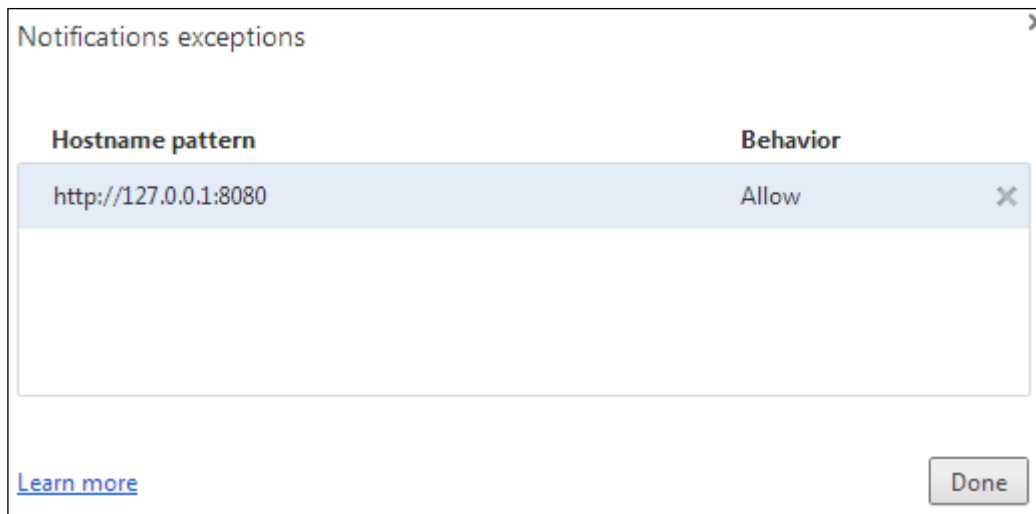 Notifications exceptions
Hostname pattern Behavior
http://127.0.0.1:8080 Allow
Learn more Done